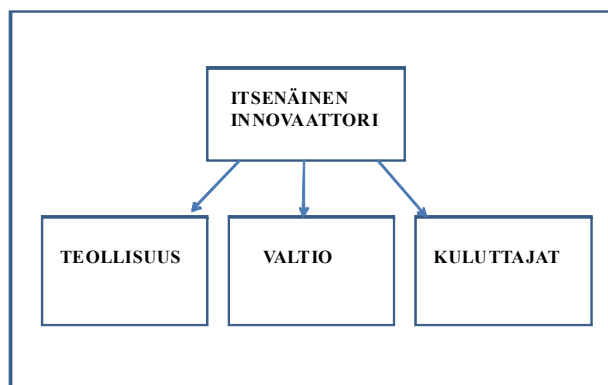 ITSENÄINEN
INNOVAATTORI
TEOLLISUUS
VALTIO
KULUTTAJAT